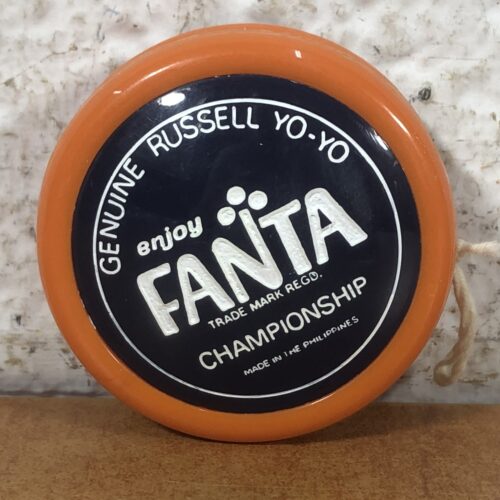 GENUINE RUSSELL YO-YO
enjoy
FANTA
TRADE MARK REGD.
CHAMPIONSHIP
MADE IN THE PHILIPPINES